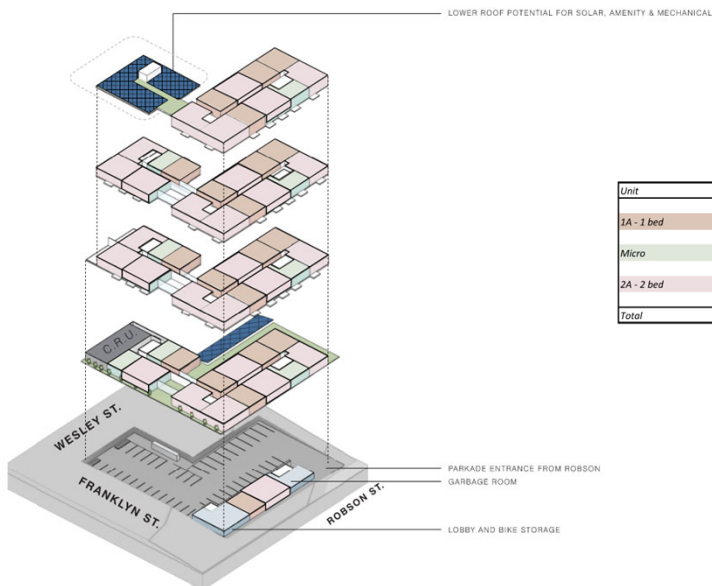 LOWER ROOF POTENTIAL FOR SOLAR, AMENITY & MECHANICAL
Unit
1A - 1 bed
Micro
2A - 2 bed
Total
C.R.U.
WESLEY ST.
FRANKLYN ST.
ROBSON ST.
PARKADE ENTRANCE FROM ROBSON
GARBAGE ROOM
LOBBY AND BIKE STORAGE